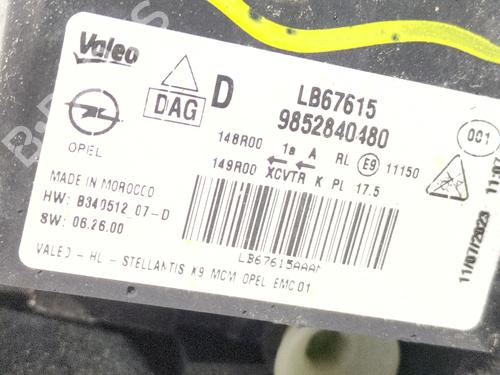 Valeo
DAG
D
LB67615
9852840480
001
OPEL
148R00 1a A RL E9 11150
149R00 XCVTR K PL 17.5
MADE IN MOROCCO
HW: B340512_07-D
SW: 06.26.00
LB67615AAAN
VALEO - HL - STELLANTIS K9 MCM OPEL EMC01
11/07/2023